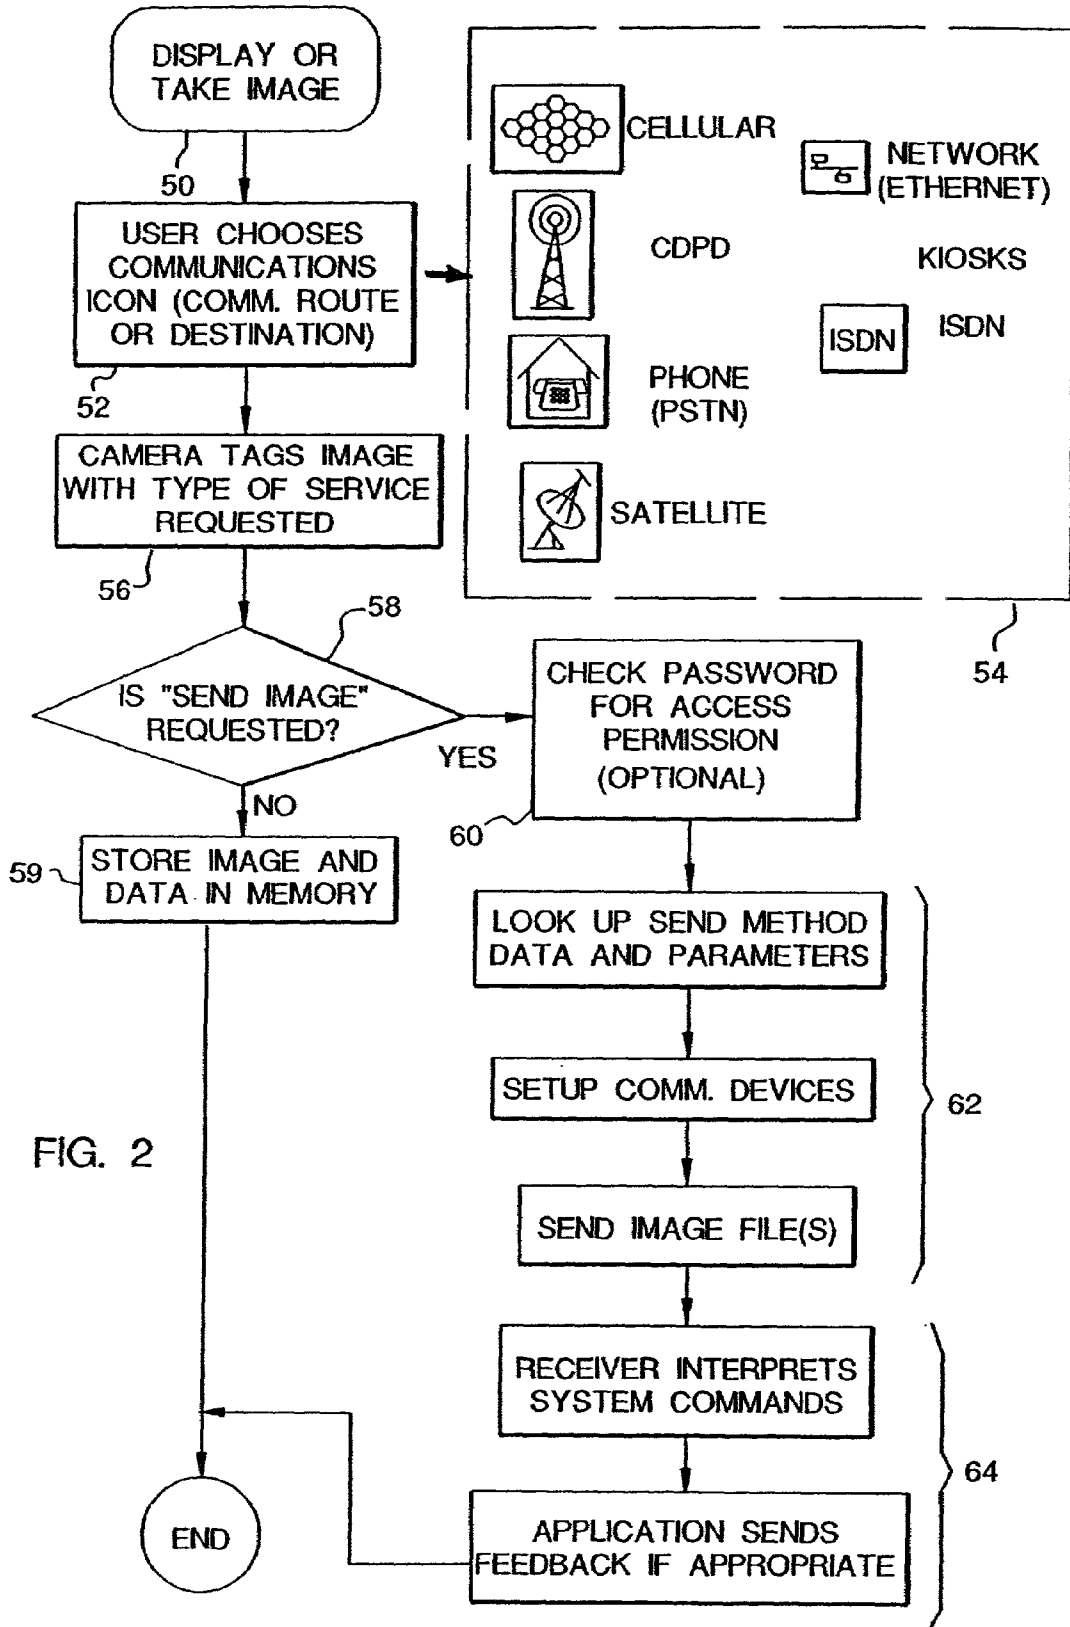 DISPLAY OR
TAKE IMAGE
50
USER CHOOSES
COMMUNICATIONS
ICON (COMM. ROUTE
OR DESTINATION)
52
CELLULAR
CDPD
PHONE
(PSTN)
SATELLITE
NETWORK
(ETHERNET)
KIOSKS
ISDN
ISDN
54
CAMERA TAGS IMAGE
WITH TYPE OF SERVICE
REQUESTED
56
58
IS "SEND IMAGE"
REQUESTED?
YES
NO
CHECK PASSWORD
FOR ACCESS
PERMISSION
(OPTIONAL)
60
59
STORE IMAGE AND
DATA IN MEMORY
LOOK UP SEND METHOD
DATA AND PARAMETERS
SETUP COMM. DEVICES
62
SEND IMAGE FILE(S)
FIG. 2
RECEIVER INTERPRETS
SYSTEM COMMANDS
64
APPLICATION SENDS
FEEDBACK IF APPROPRIATE
END